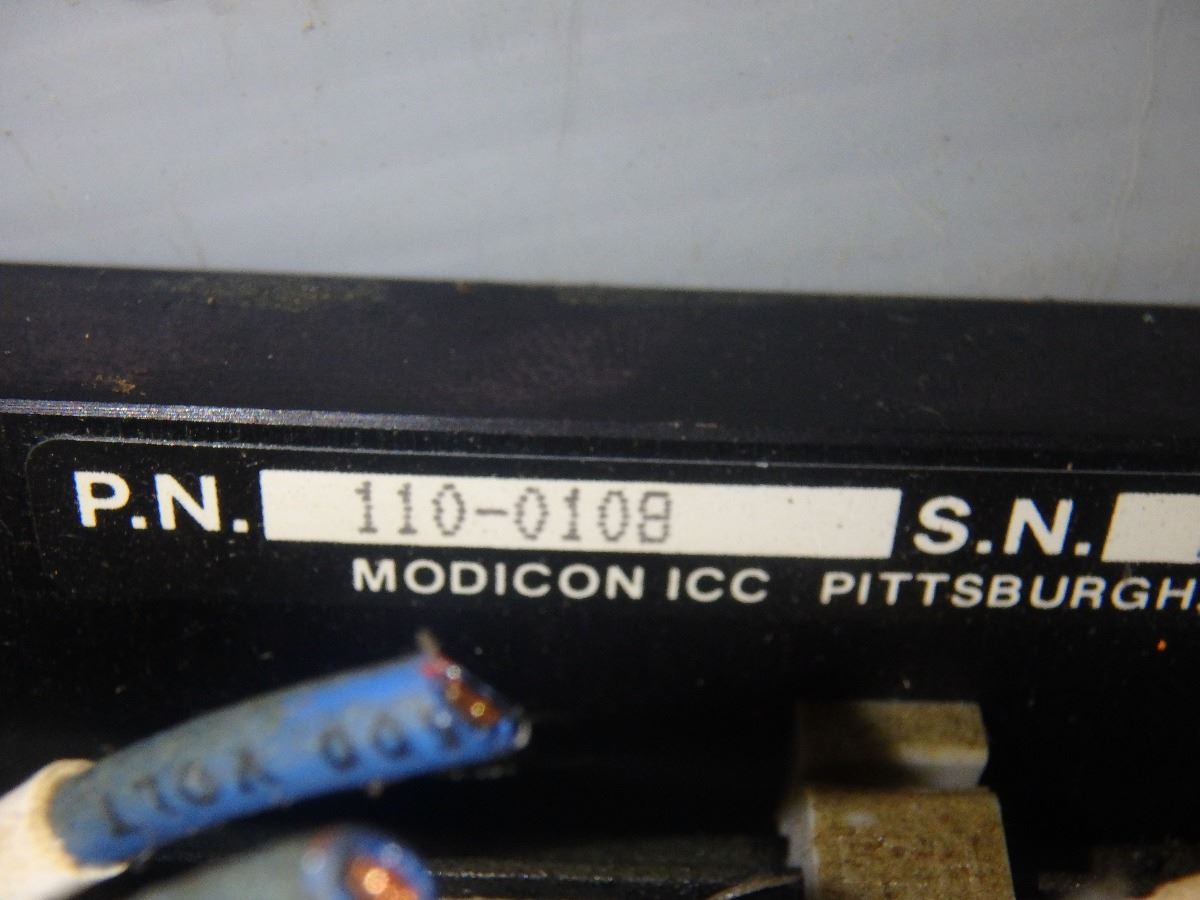 P.N. 110-0108 S.N.
MODICON ICC PITTSBURGH,